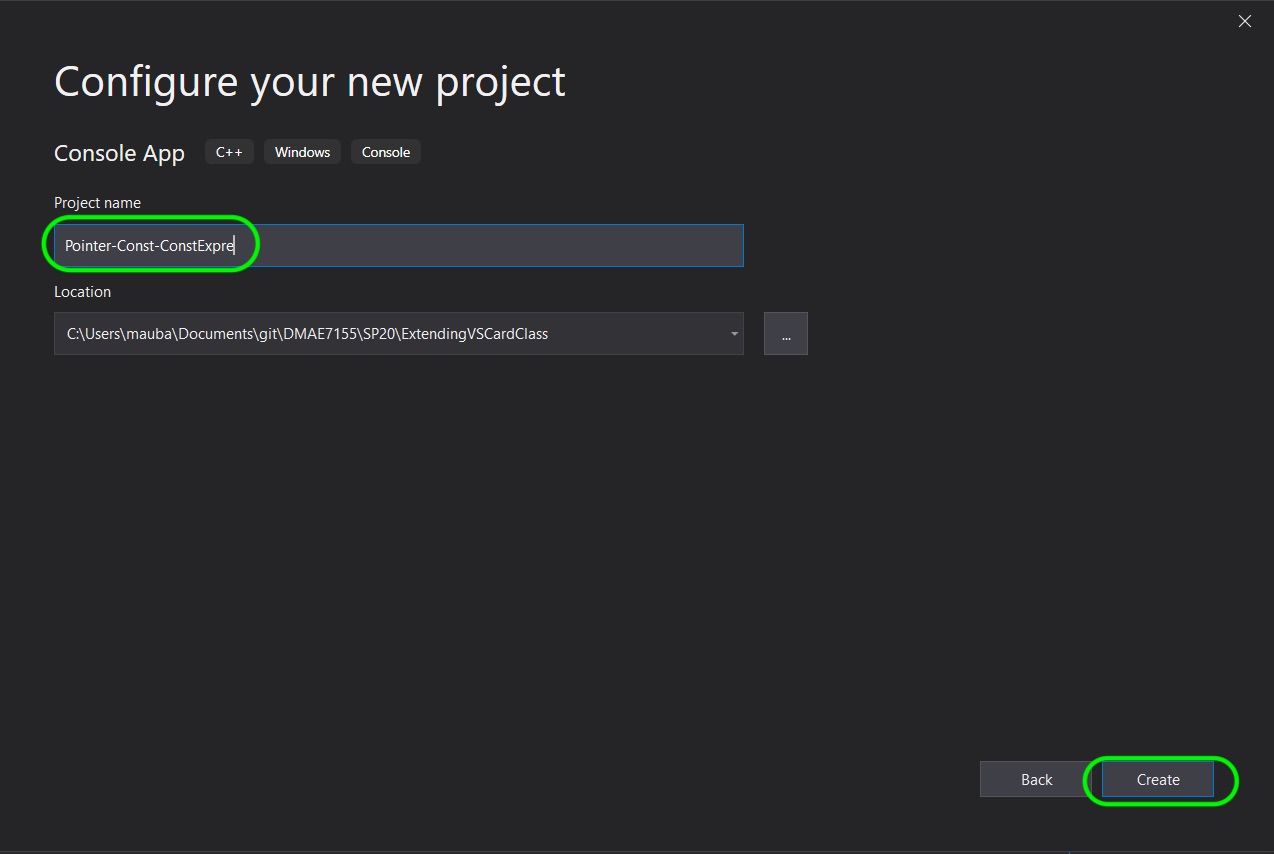 Configure your new project
Console App C++ Windows Console
Project name
Pointer-Const-ConstExpre
Location
C:\Users\mauba\Documents\git\DMAE7155\SP20\ExtendingVSCardClass
...
Back Create